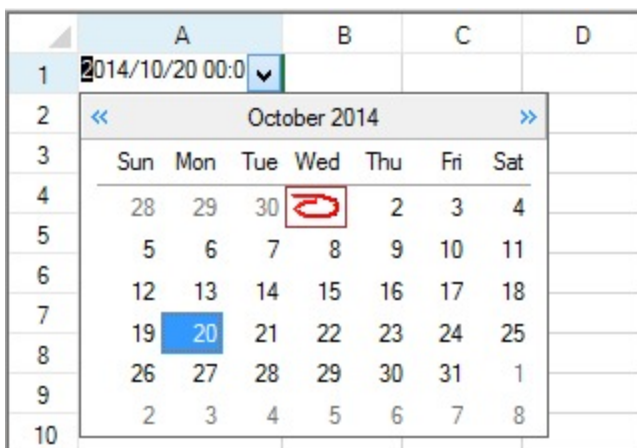 A B C D
1 2014/10/20 00:0
2 « October 2014 »
3 Sun Mon Tue Wed Thu Fri Sat
4 28 29 30 2 3 4
5 5 6 7 8 9 10 11
6 12 13 14 15 16 17 18
7 19 20 21 22 23 24 25
8 26 27 28 29 30 31 1
9 2 3 4 5 6 7 8
10